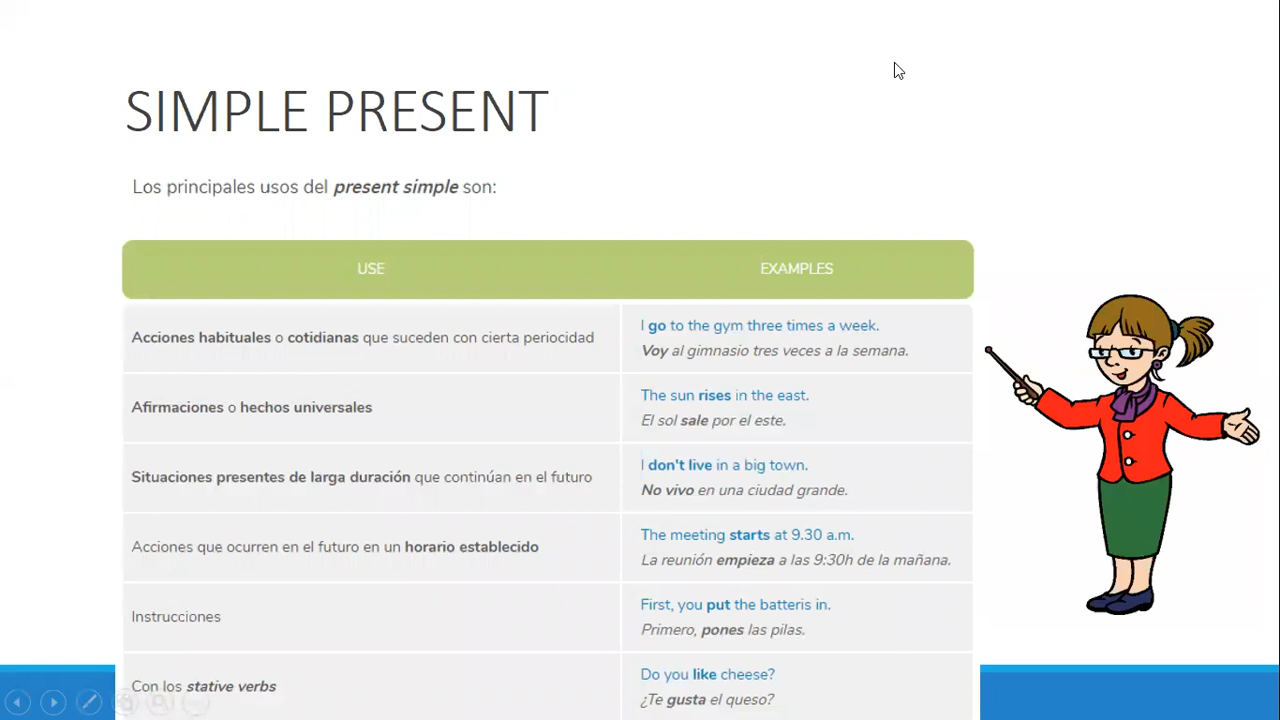 SIMPLE PRESENT
Los principales usos del present simple son:
USE
EXAMPLES
Acciones habituales o cotidianas que suceden con cierta periocidad
I go to the gym three times a week.
Voy al gimnasio tres veces a la semana.
Afirmaciones o hechos universales
The sun rises in the east.
El sol sale por el este.
Situaciones presentes de larga duración que continúan en el futuro
I don't live in a big town.
No vivo en una ciudad grande.
Acciones que ocurren en el futuro en un horario establecido
The meeting starts at 9.30 a.m.
La reunión empieza a las 9:30h de la mañana.
Instrucciones
First, you put the batteris in.
Primero, pones las pilas.
Con los stative verbs
Do you like cheese?
¿Te gusta el queso?